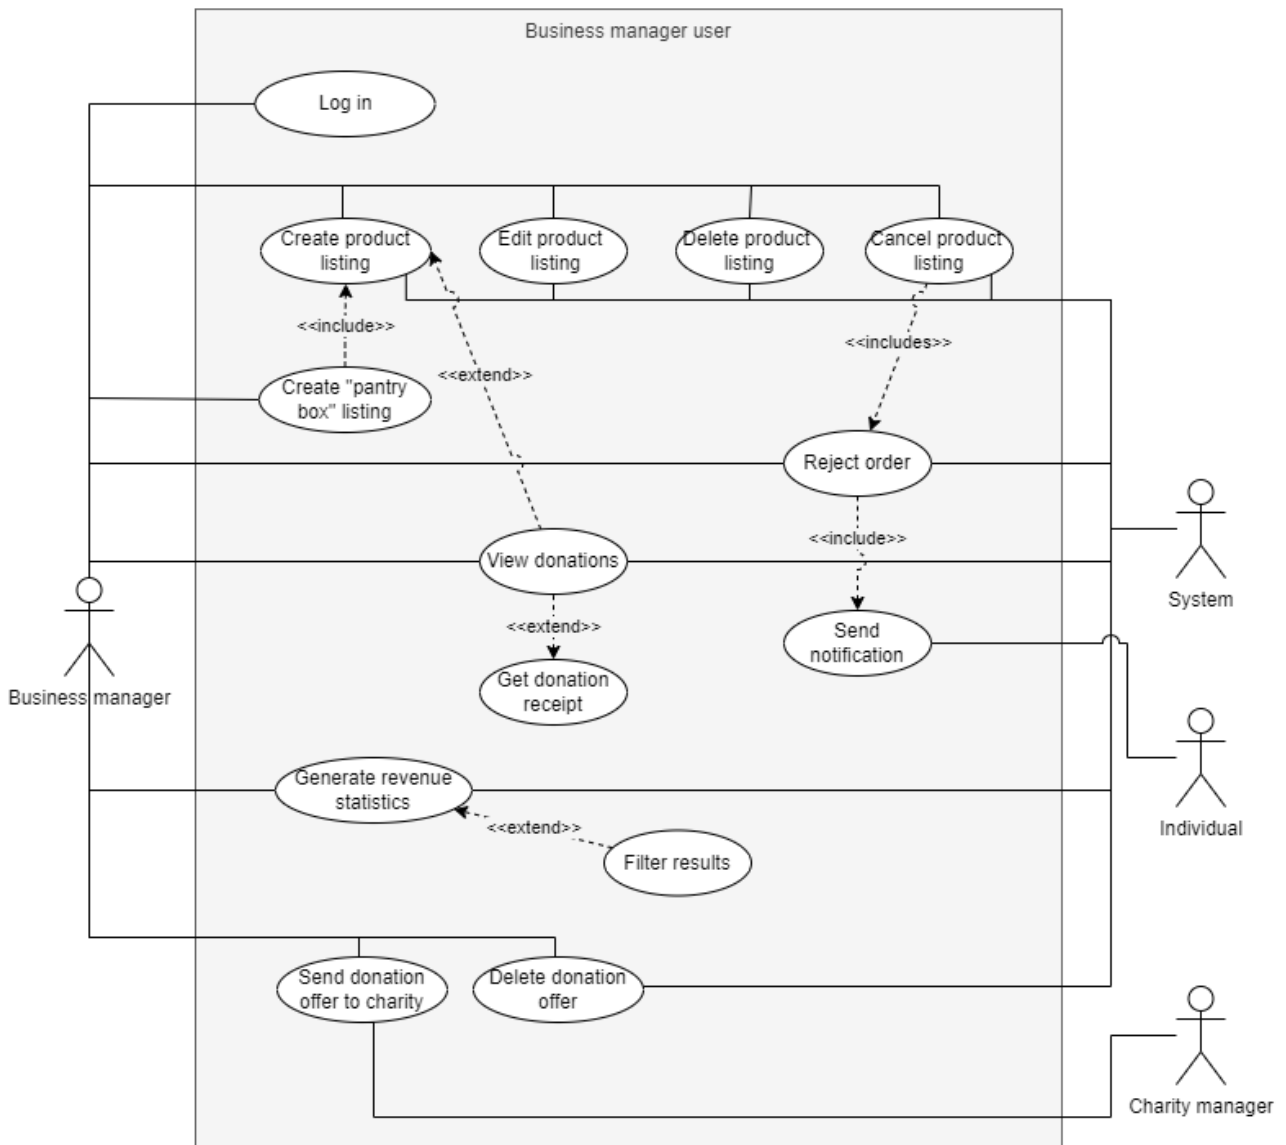 Business manager user
Log in
Create product
listing
Edit product
listing
Delete product
listing
Cancel product
listing
<<include>>
<<includes>>
<<extend>>
Create "pantry
box" listing
Reject order
<<include>>
View donations
System
<<extend>>
Send
notification
Get donation
receipt
Business manager
Generate revenue
statistics
<<extend>>
Filter results
Individual
Send donation
offer to charity
Delete donation
offer
Charity manager